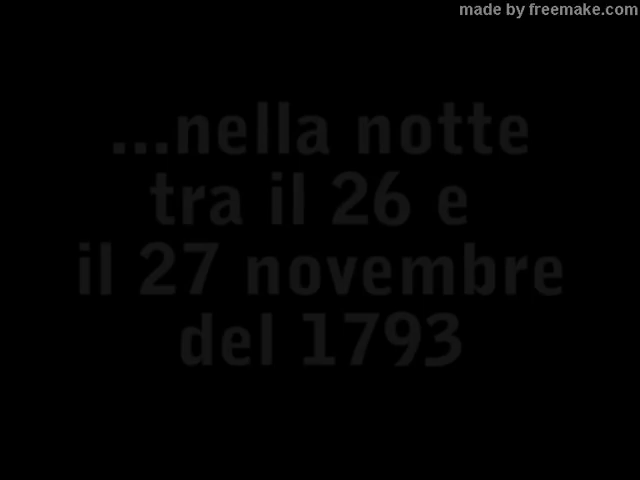 made by freemake.com
...nella notte
tra il 26 e
il 27 novembre
del 1793